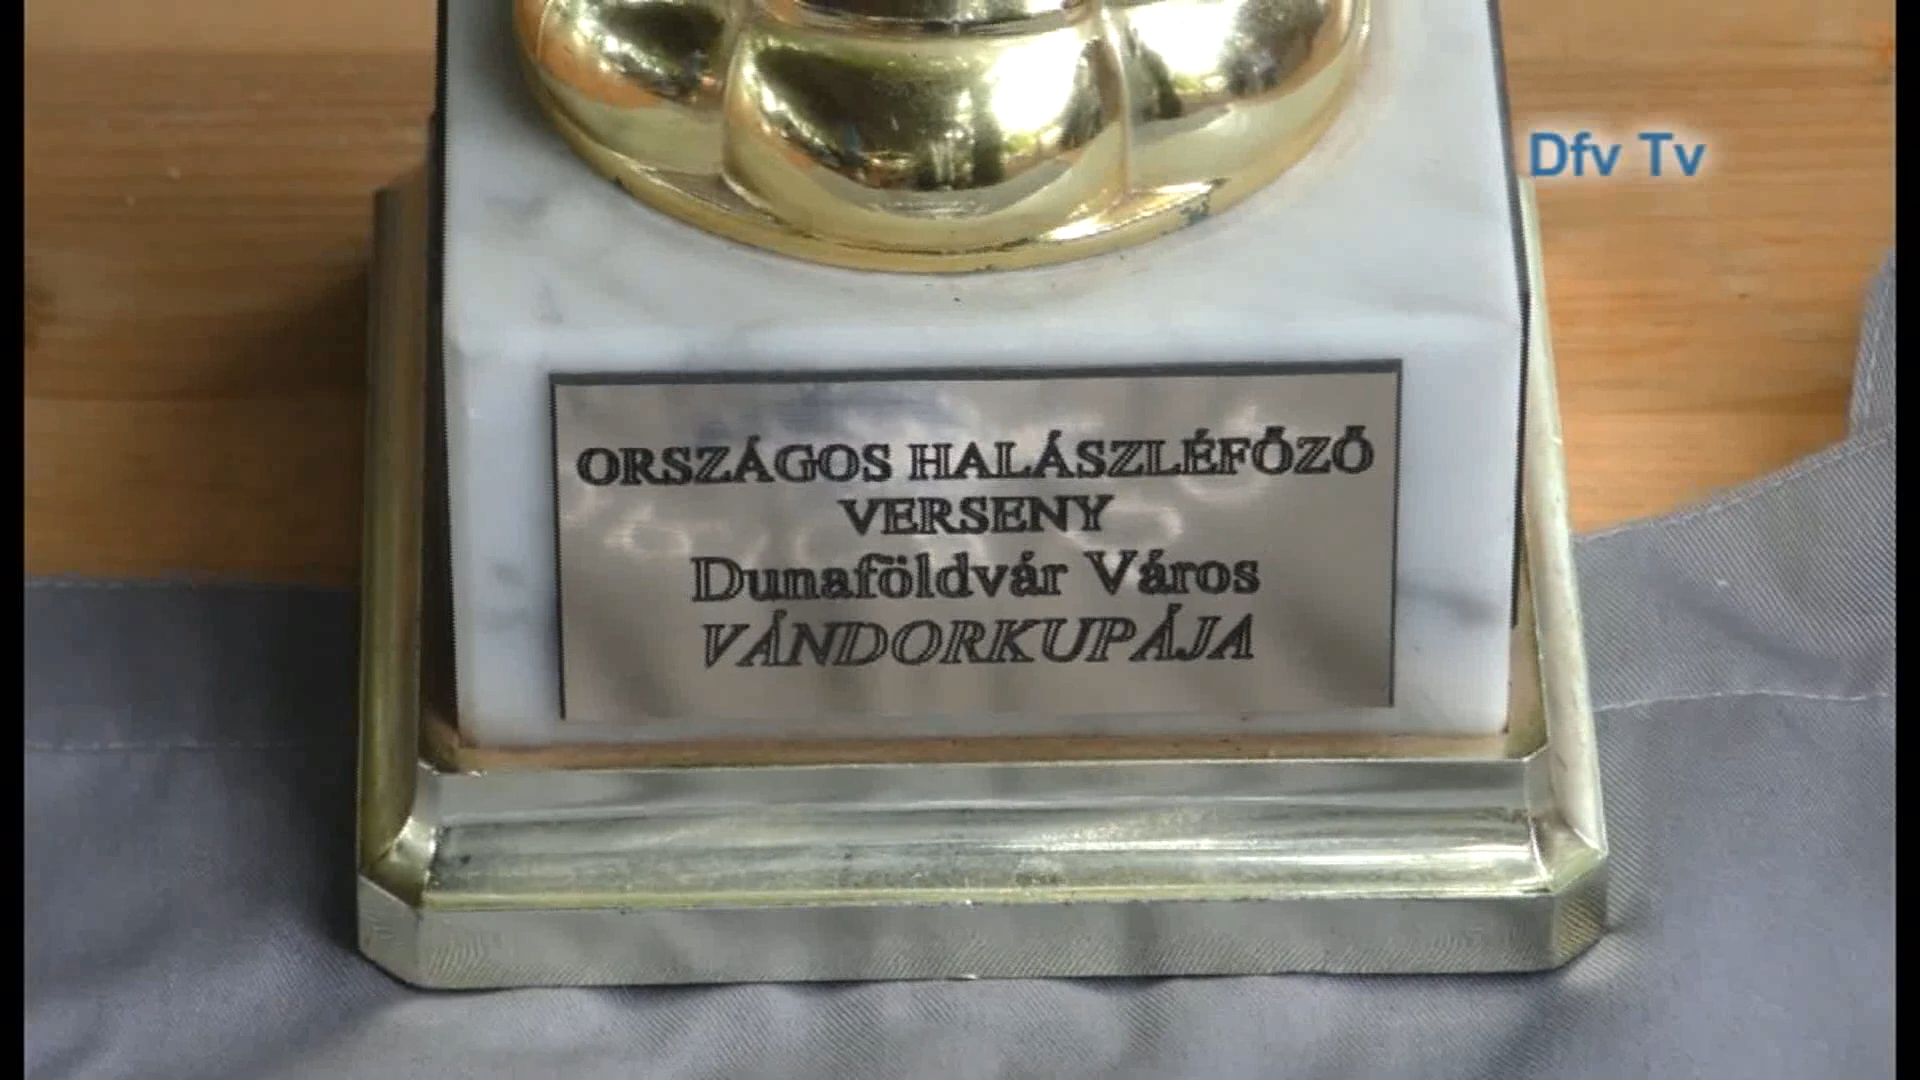 Dfv Tv
ORSZÁGOS HALÁSZLÉFŐZŐ
VERSENY
Dunaföldvár Város
VÁNDORKUPÁJA